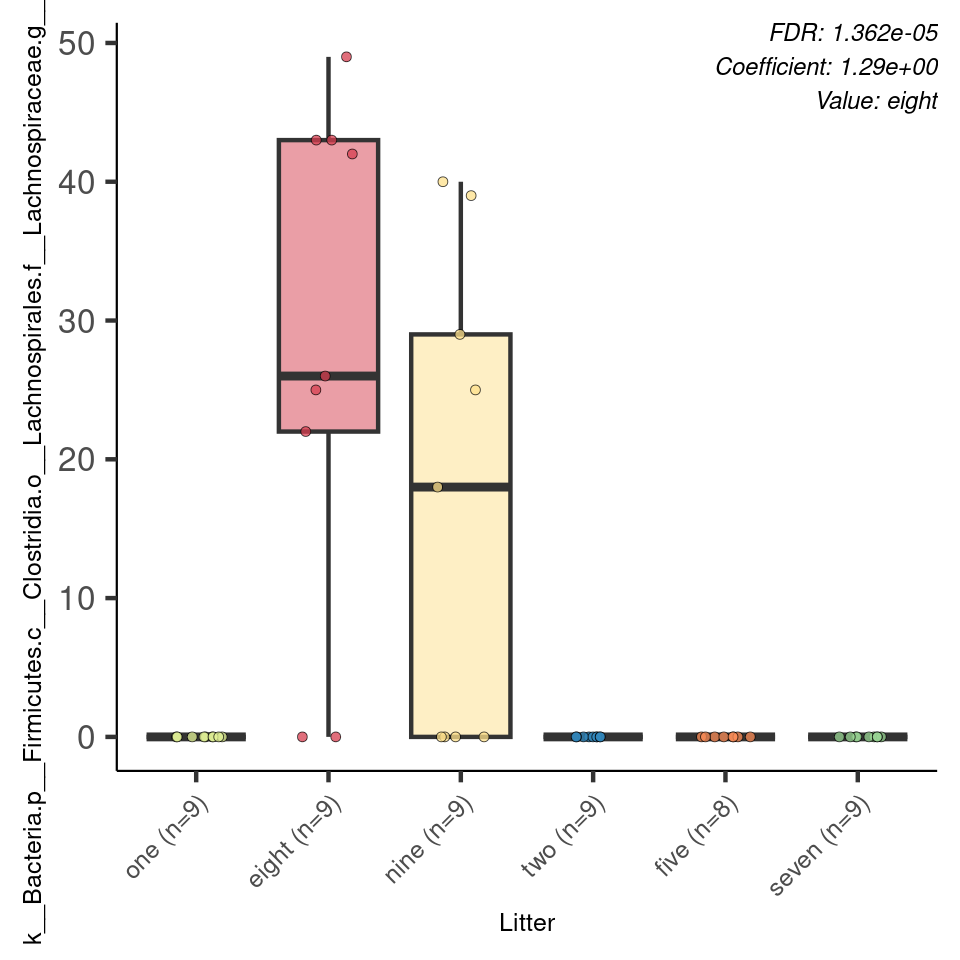 FDR: 1.362e-05
Coefficient: 1.29e+00
Value: eight
k__Bacteria.p__Firmicutes.c__Clostridia.o__Lachnospirales.f__Lachnospiraceae.g__
50
40
30
20
10
0
one (n=9)
eight (n=9)
nine (n=9)
two (n=9)
five (n=8)
seven (n=9)
Litter